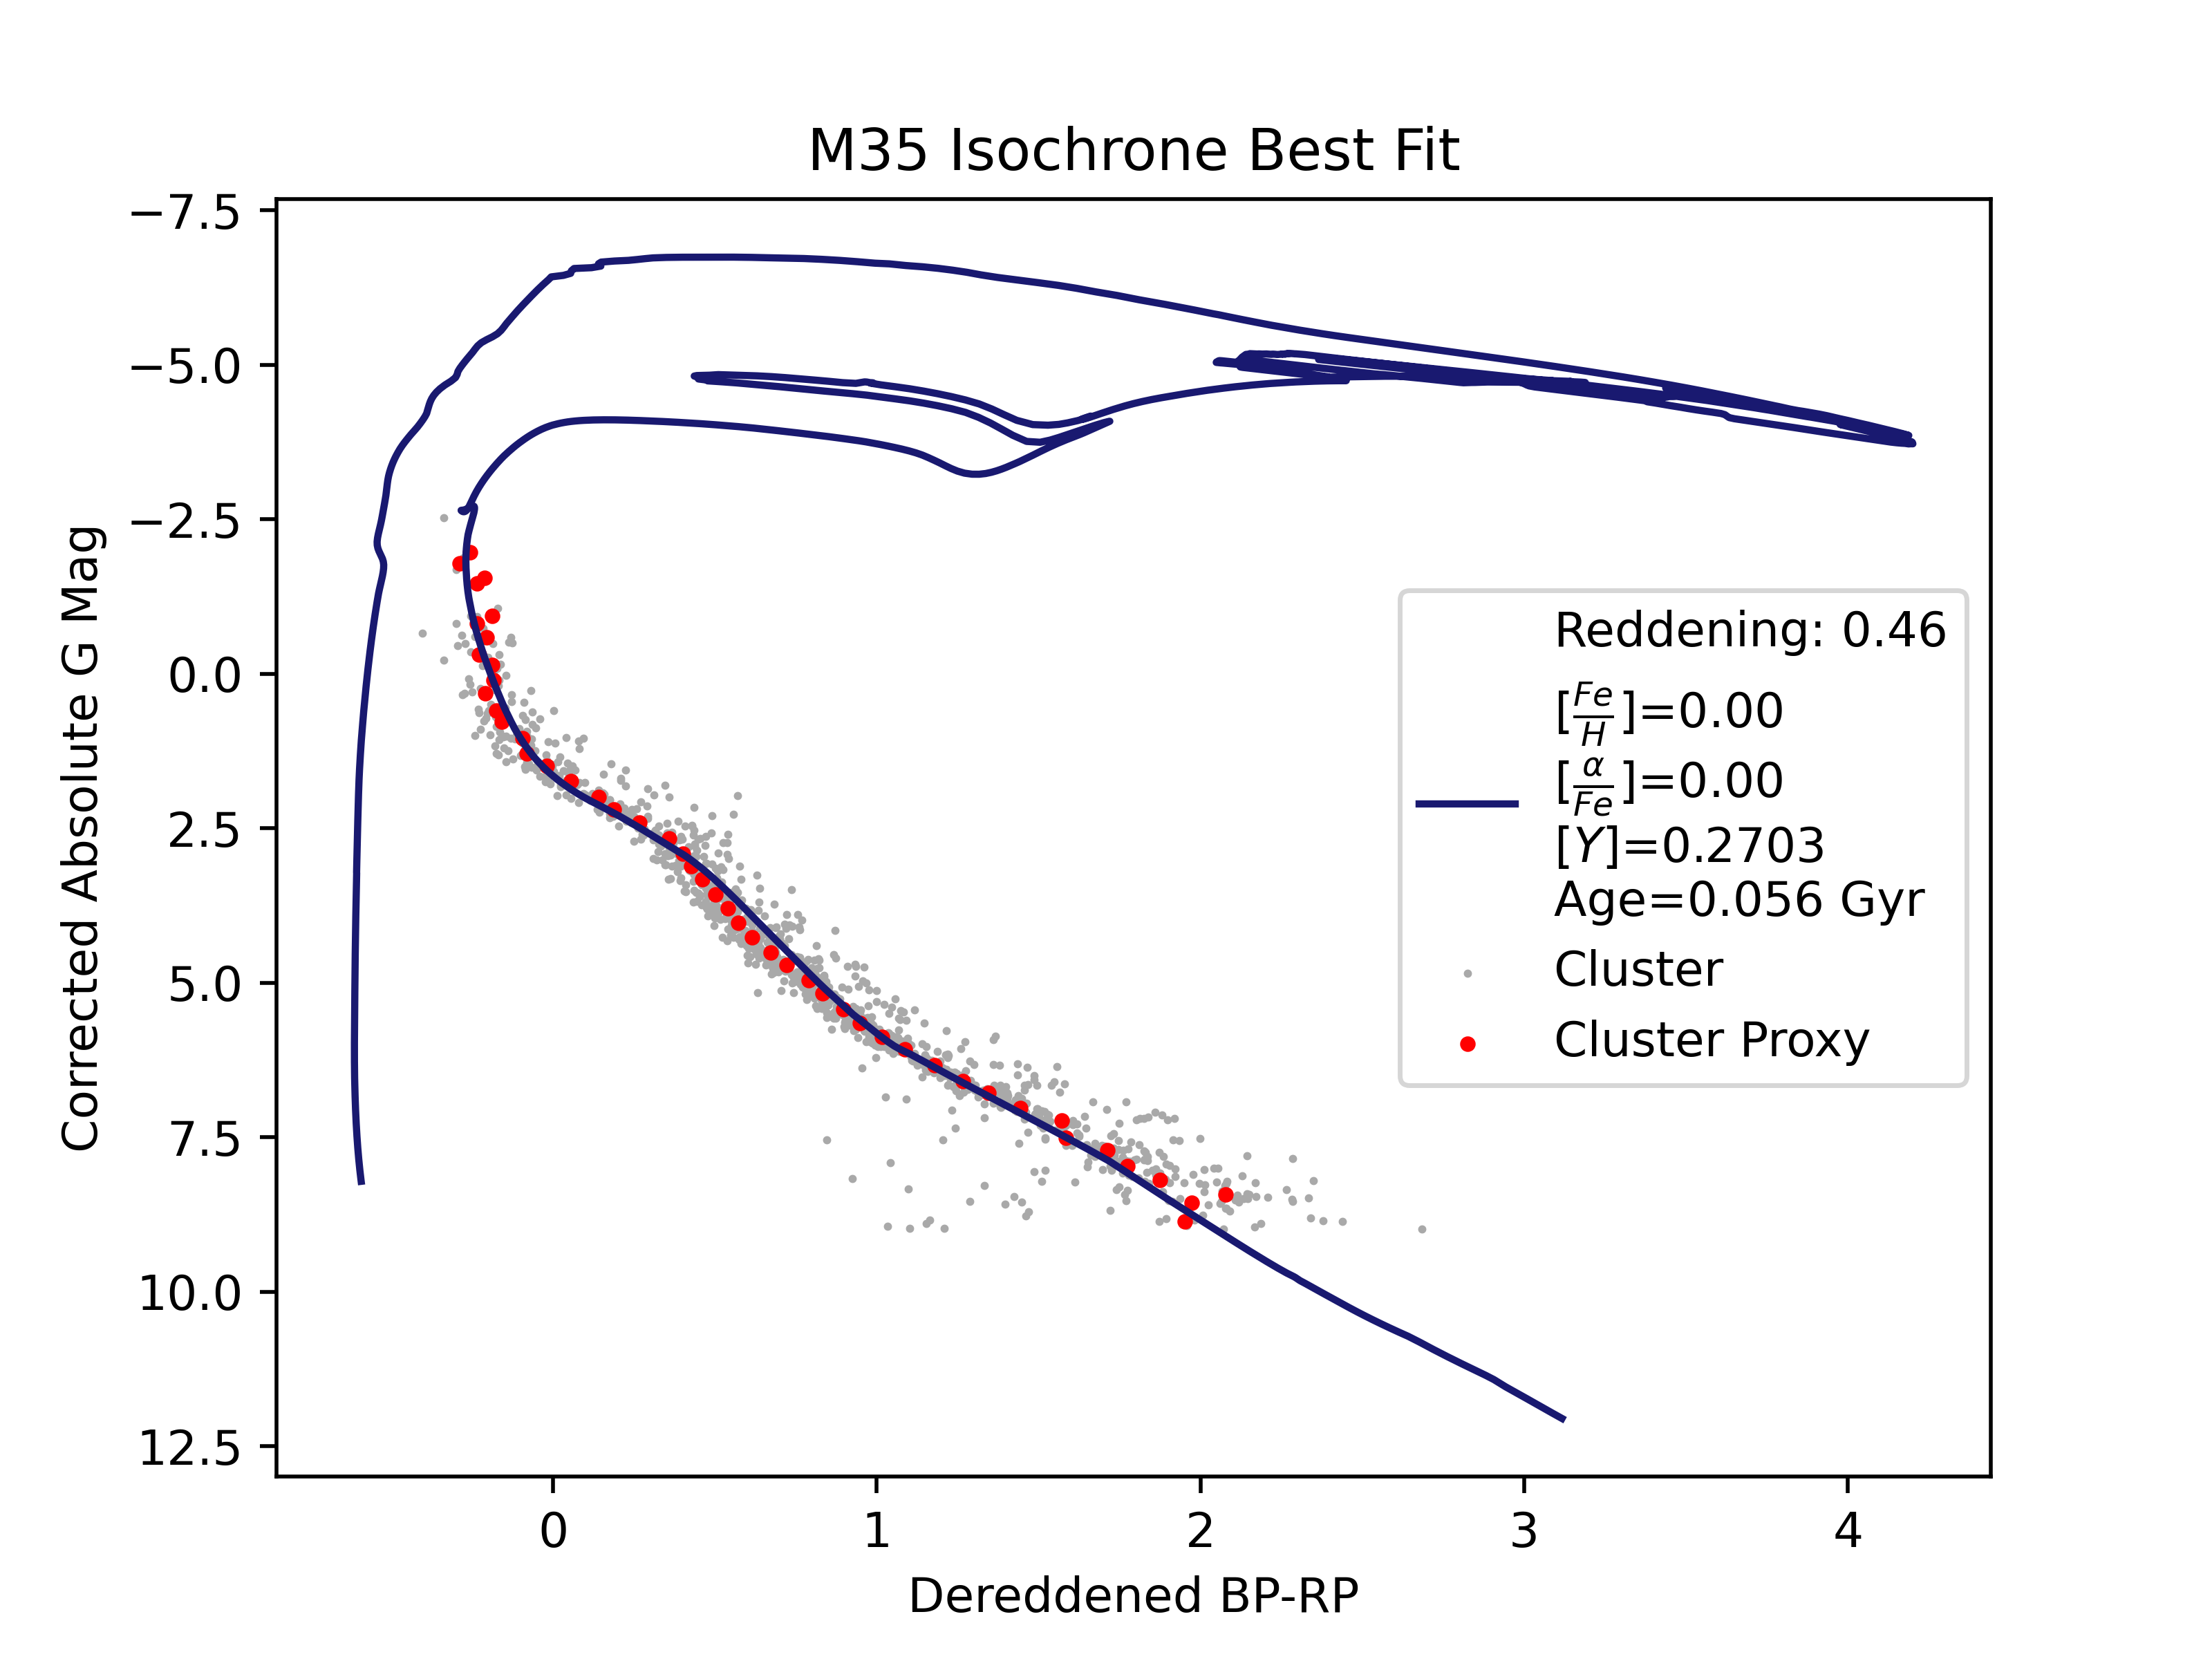 M35 Isochrone Best Fit
−7.5
−5.0
−2.5
0.0
2.5
5.0
7.5
10.0
12.5
Corrected Absolute G Mag
Reddening: 0.46
[Fe/H]=0.00
[α/Fe]=0.00
[Y]=0.2703
Age=0.056 Gyr
Cluster
Cluster Proxy
0 1 2 3 4
Dereddened BP-RP